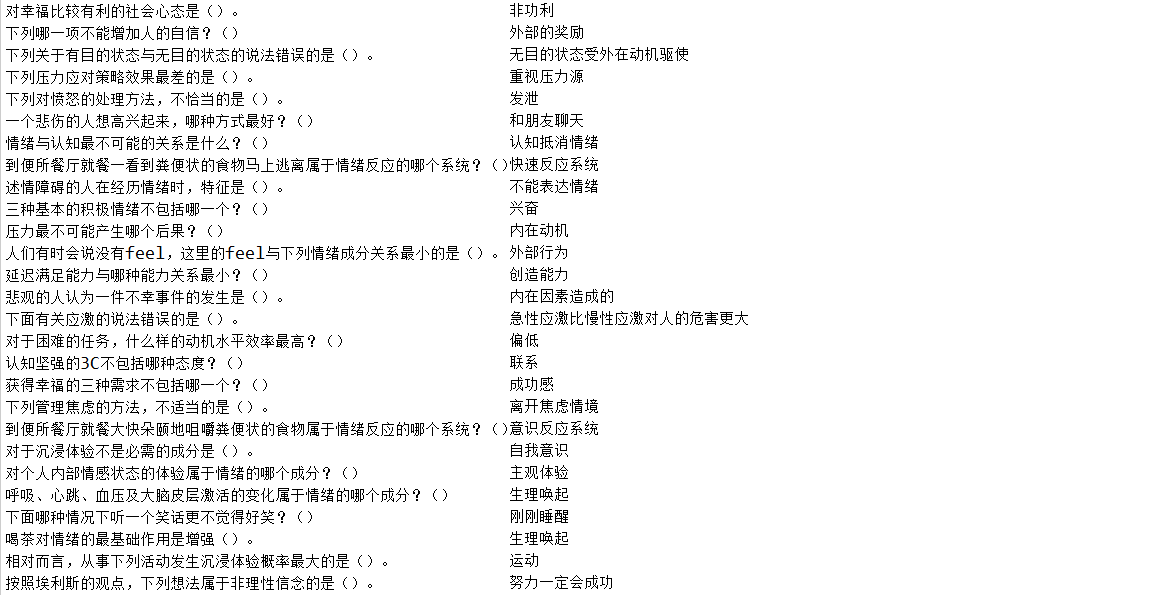 对幸福比较有利的社会心态是（）。 非功利
下列哪一项不能增加人的自信？（） 外部的奖励
下列关于有目的状态与无目的状态的说法错误的是（）。 无目的状态受外在动机驱使
下列压力应对策略效果最差的是（）。 重视压力源
下列对愤怒的处理方法，不恰当的是（）。 发泄
一个悲伤的人想高兴起来，哪种方式最好？（） 和朋友聊天
情绪与认知最不可能的关系是什么？（） 认知抵消情绪
到便所餐厅就餐一看到粪便状的食物马上逃离属于情绪反应的哪个系统？（） 快速反应系统
述情障碍的人在经历情绪时，特征是（）。 不能表达情绪
三种基本的积极情绪不包括哪一个？（） 兴奋
压力最不可能产生哪个后果？（） 内在动机
人们有时会说没有feel，这里的feel与下列情绪成分关系最小的是（）。 外部行为
延迟满足能力与哪种能力关系最小？（） 创造能力
悲观的人认为一件不幸事件的发生是（）。 内在因素造成的
下面有关应激的说法错误的是（）。 急性应激比慢性应激对人的危害更大
对于困难的任务，什么样的动机水平效率最高？（） 偏低
认知坚强的3C不包括哪种态度？（） 联系
获得幸福的三种需求不包括哪一个？（） 成功感
下列管理焦虑的方法，不适当的是（）。 离开焦虑情境
到便所餐厅就餐大快朵颐地咀嚼粪便状的食物属于情绪反应的哪个系统？（） 意识反应系统
对于沉浸体验不是必需的成分是（）。 自我意识
对个人内部情感状态的体验属于情绪的哪个成分？（） 主观体验
呼吸、心跳、血压及大脑皮层激活的变化属于情绪的哪个成分？（） 生理唤起
下面哪种情况下听一个笑话更不觉得好笑？（） 刚刚睡醒
喝茶对情绪的最基础作用是增强（）。 生理唤起
相对而言，从事下列活动发生沉浸体验概率最大的是（）。 运动
按照埃利斯的观点，下列想法属于非理性信念的是（）。 努力一定会成功